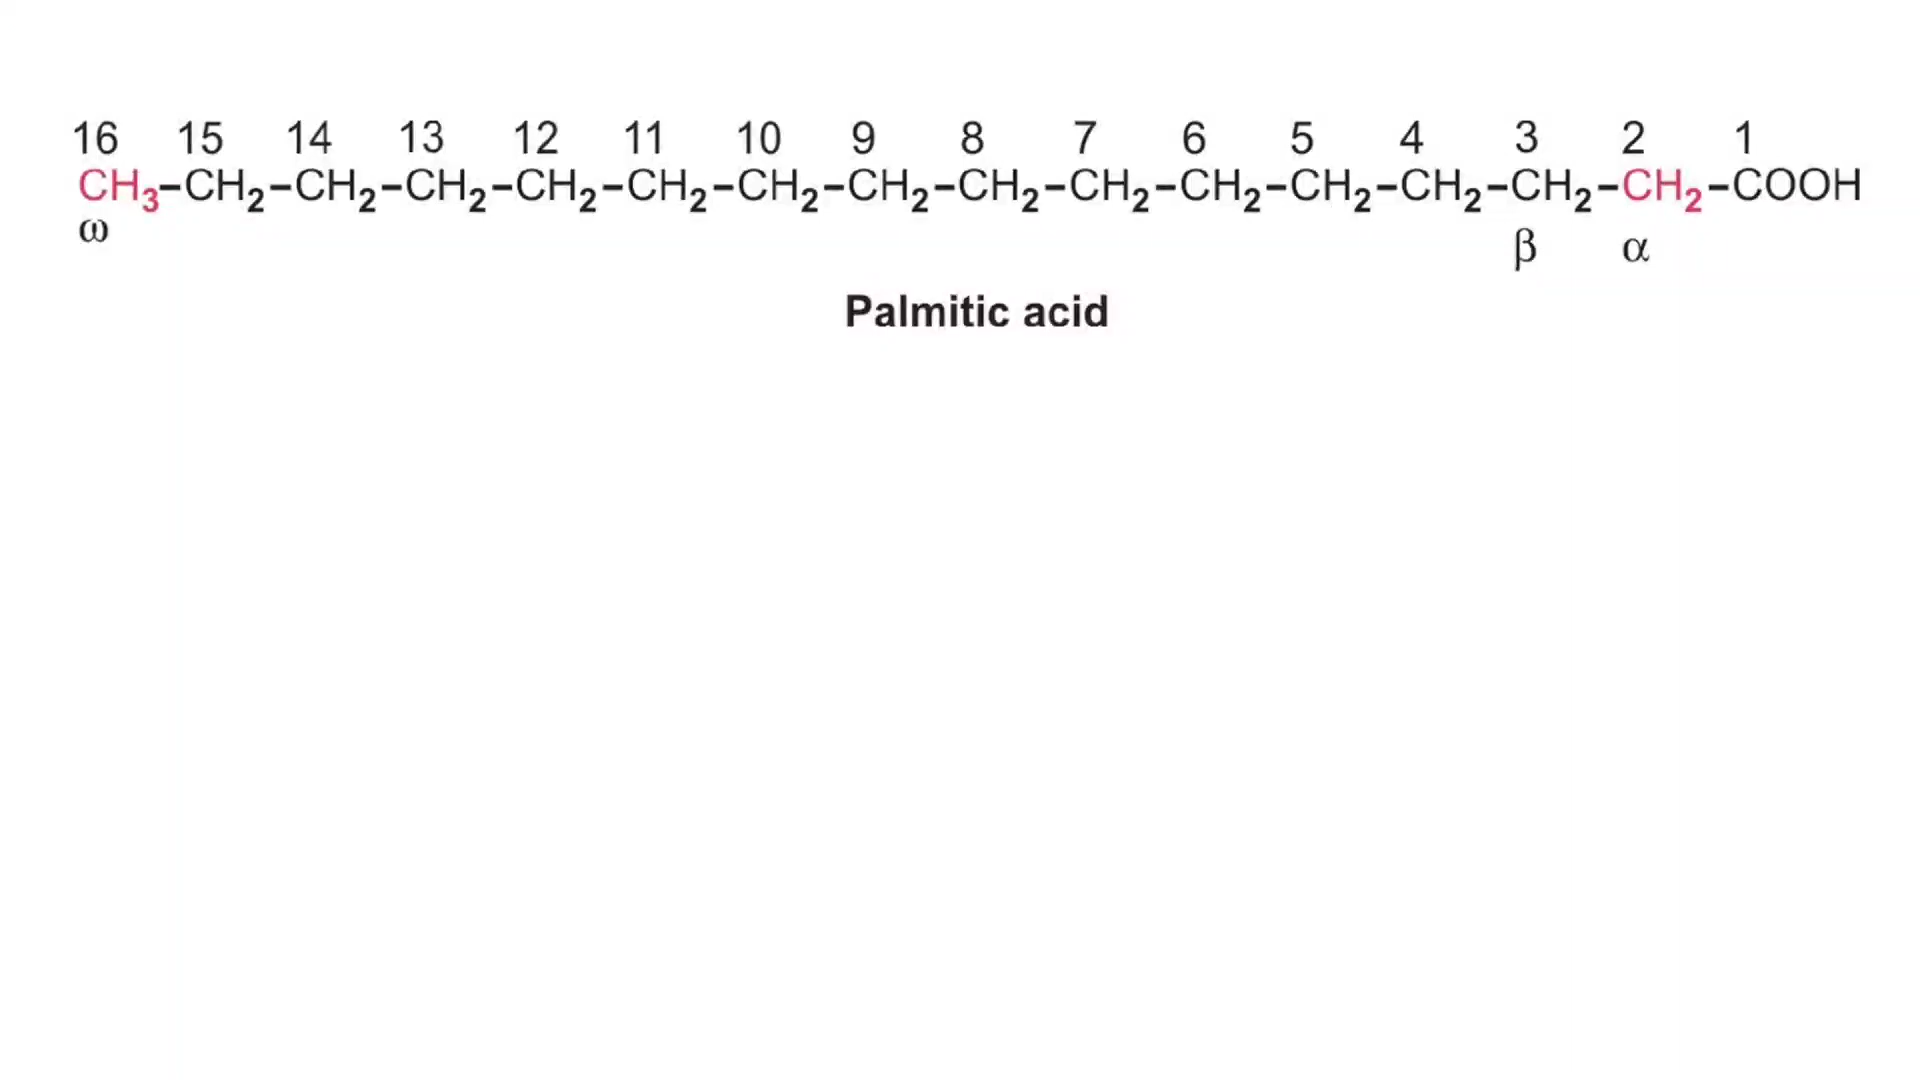 16 15 14 13 12 11 10 9 8 7 6 5 4 3 2 1
CH₃–CH₂–CH₂–CH₂–CH₂–CH₂–CH₂–CH₂–CH₂–CH₂–CH₂–CH₂–CH₂–CH₂–CH₂–COOH
ω β α
Palmitic acid